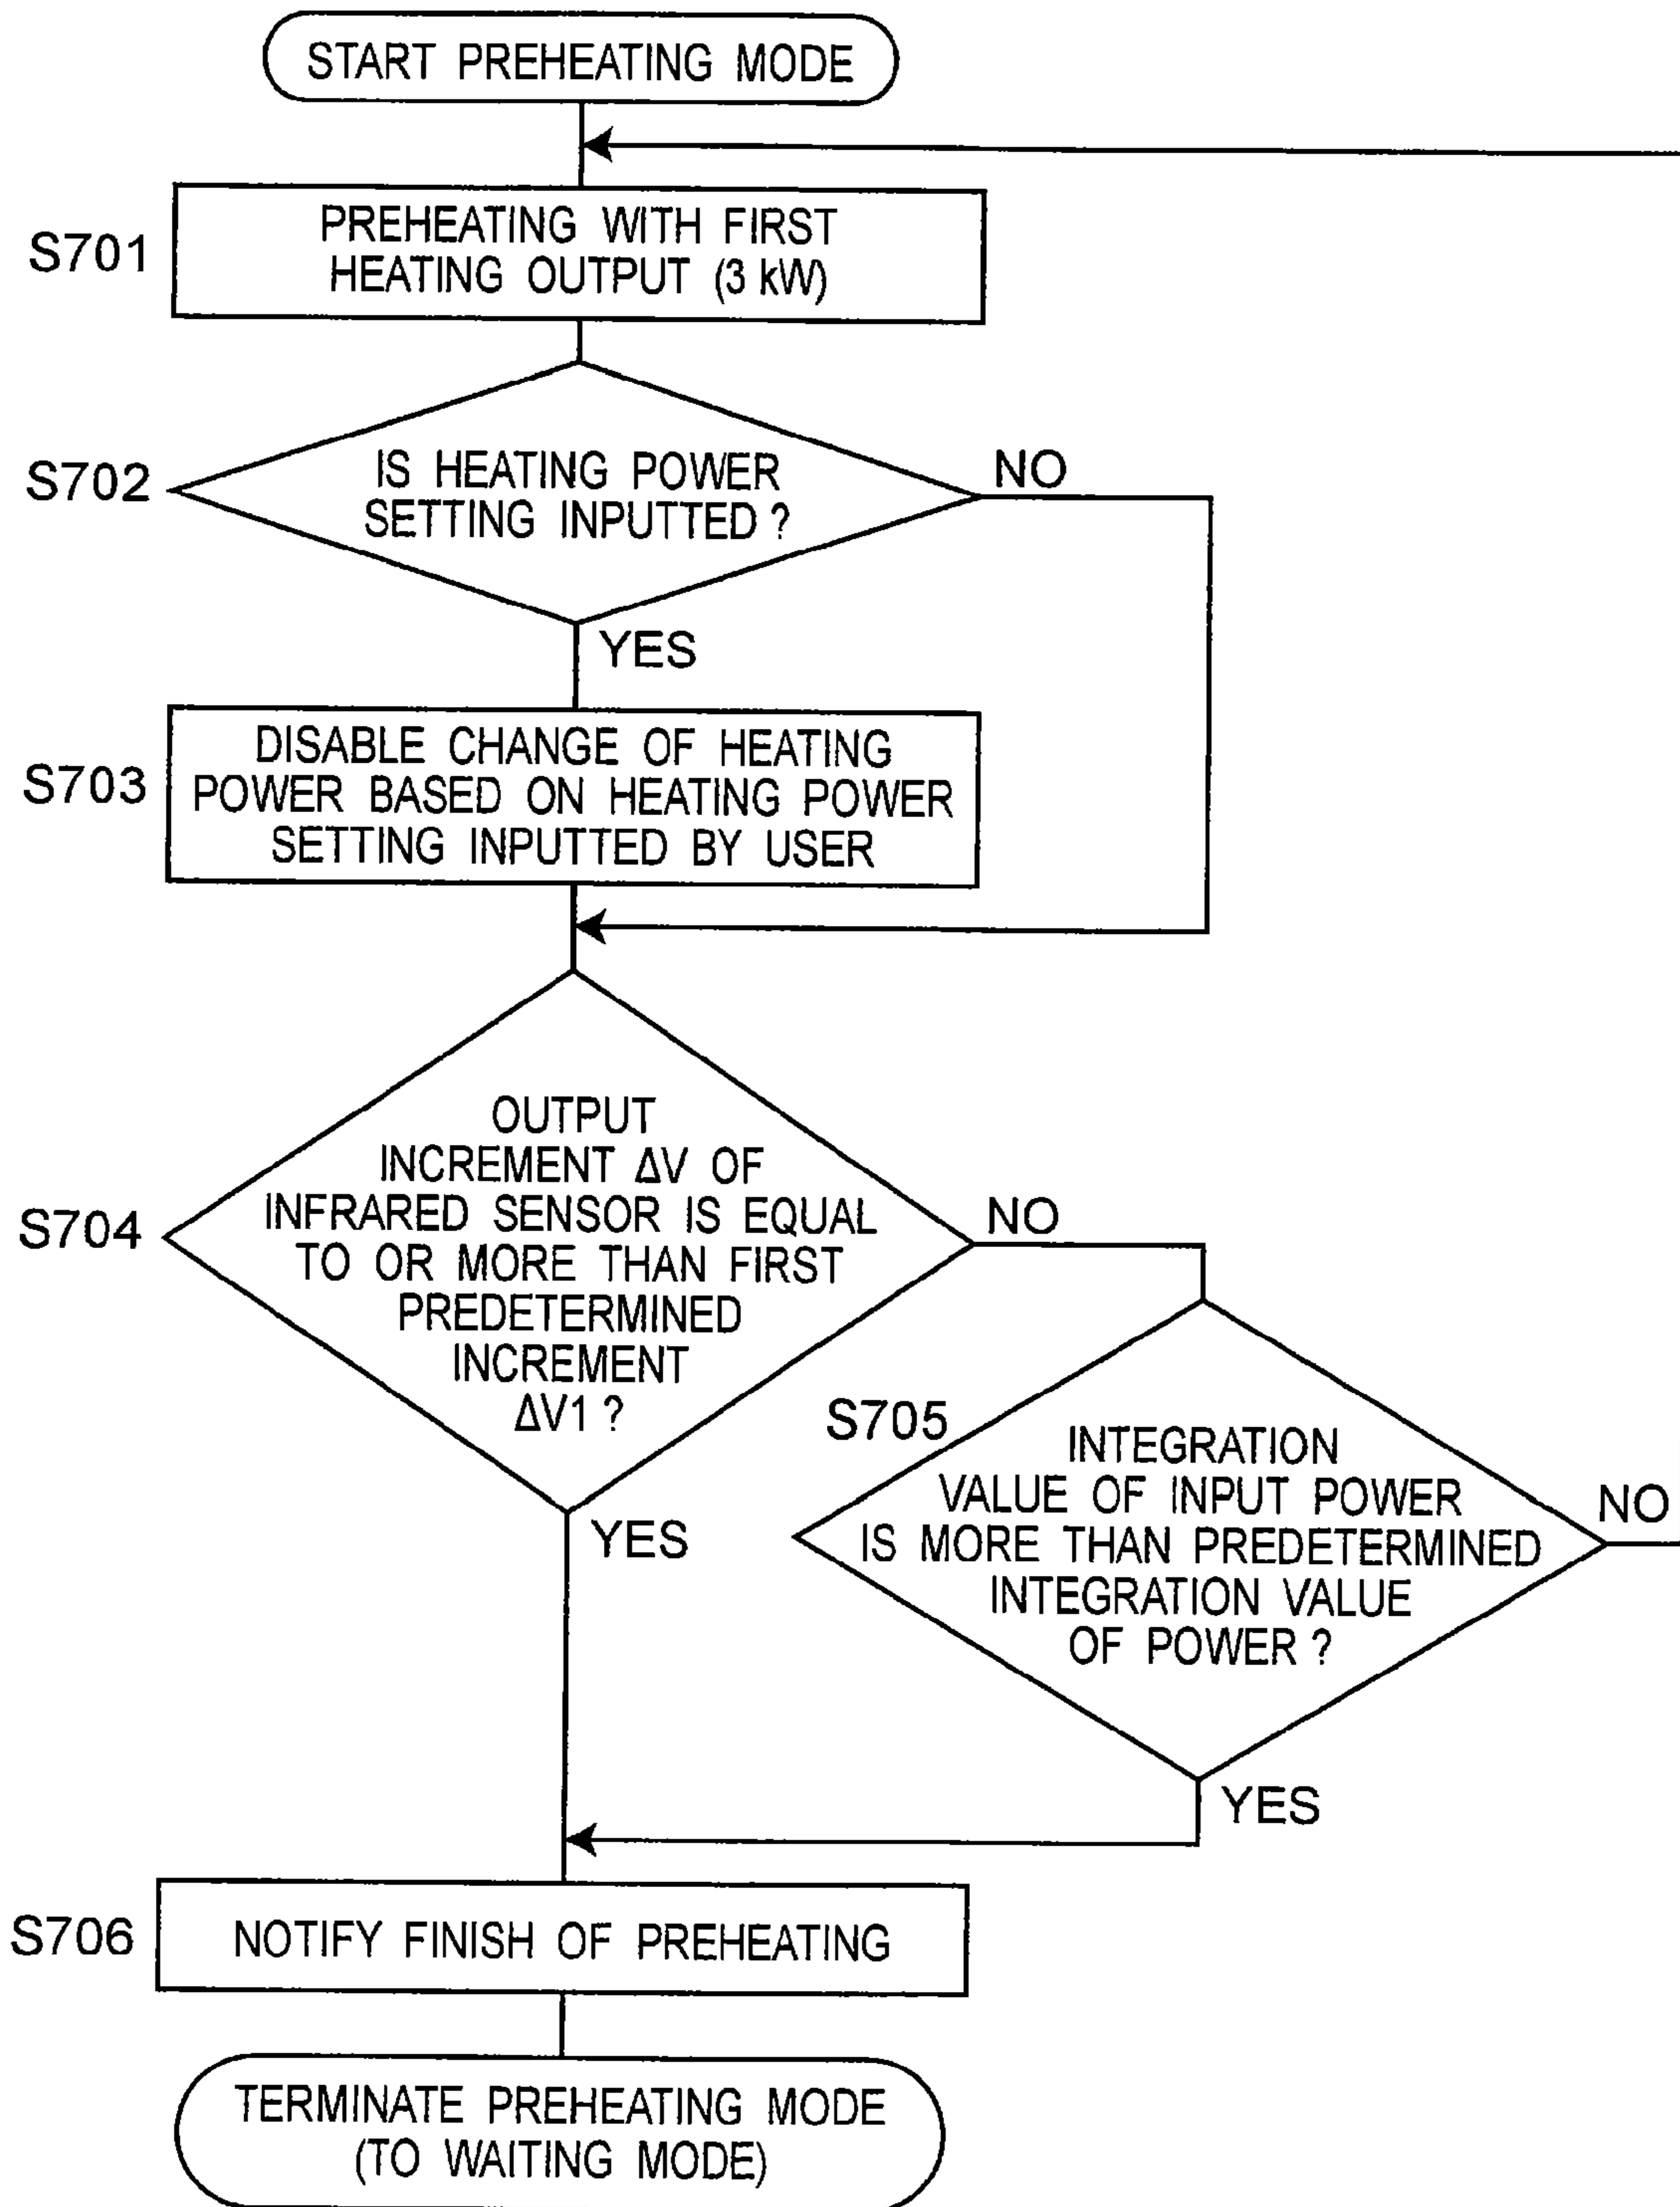 START PREHEATING MODE
S701
PREHEATING WITH FIRST
HEATING OUTPUT (3 kW)
S702
IS HEATING POWER
SETTING INPUTTED ?
NO
YES
S703
DISABLE CHANGE OF HEATING
POWER BASED ON HEATING POWER
SETTING INPUTTED BY USER
S704
OUTPUT
INCREMENT ΔV OF
INFRARED SENSOR IS EQUAL
TO OR MORE THAN FIRST
PREDETERMINED
INCREMENT
ΔV1 ?
NO
YES
S705
INTEGRATION
VALUE OF INPUT POWER
IS MORE THAN PREDETERMINED
INTEGRATION VALUE
OF POWER ?
NO
YES
S706
NOTIFY FINISH OF PREHEATING
TERMINATE PREHEATING MODE
(TO WAITING MODE)